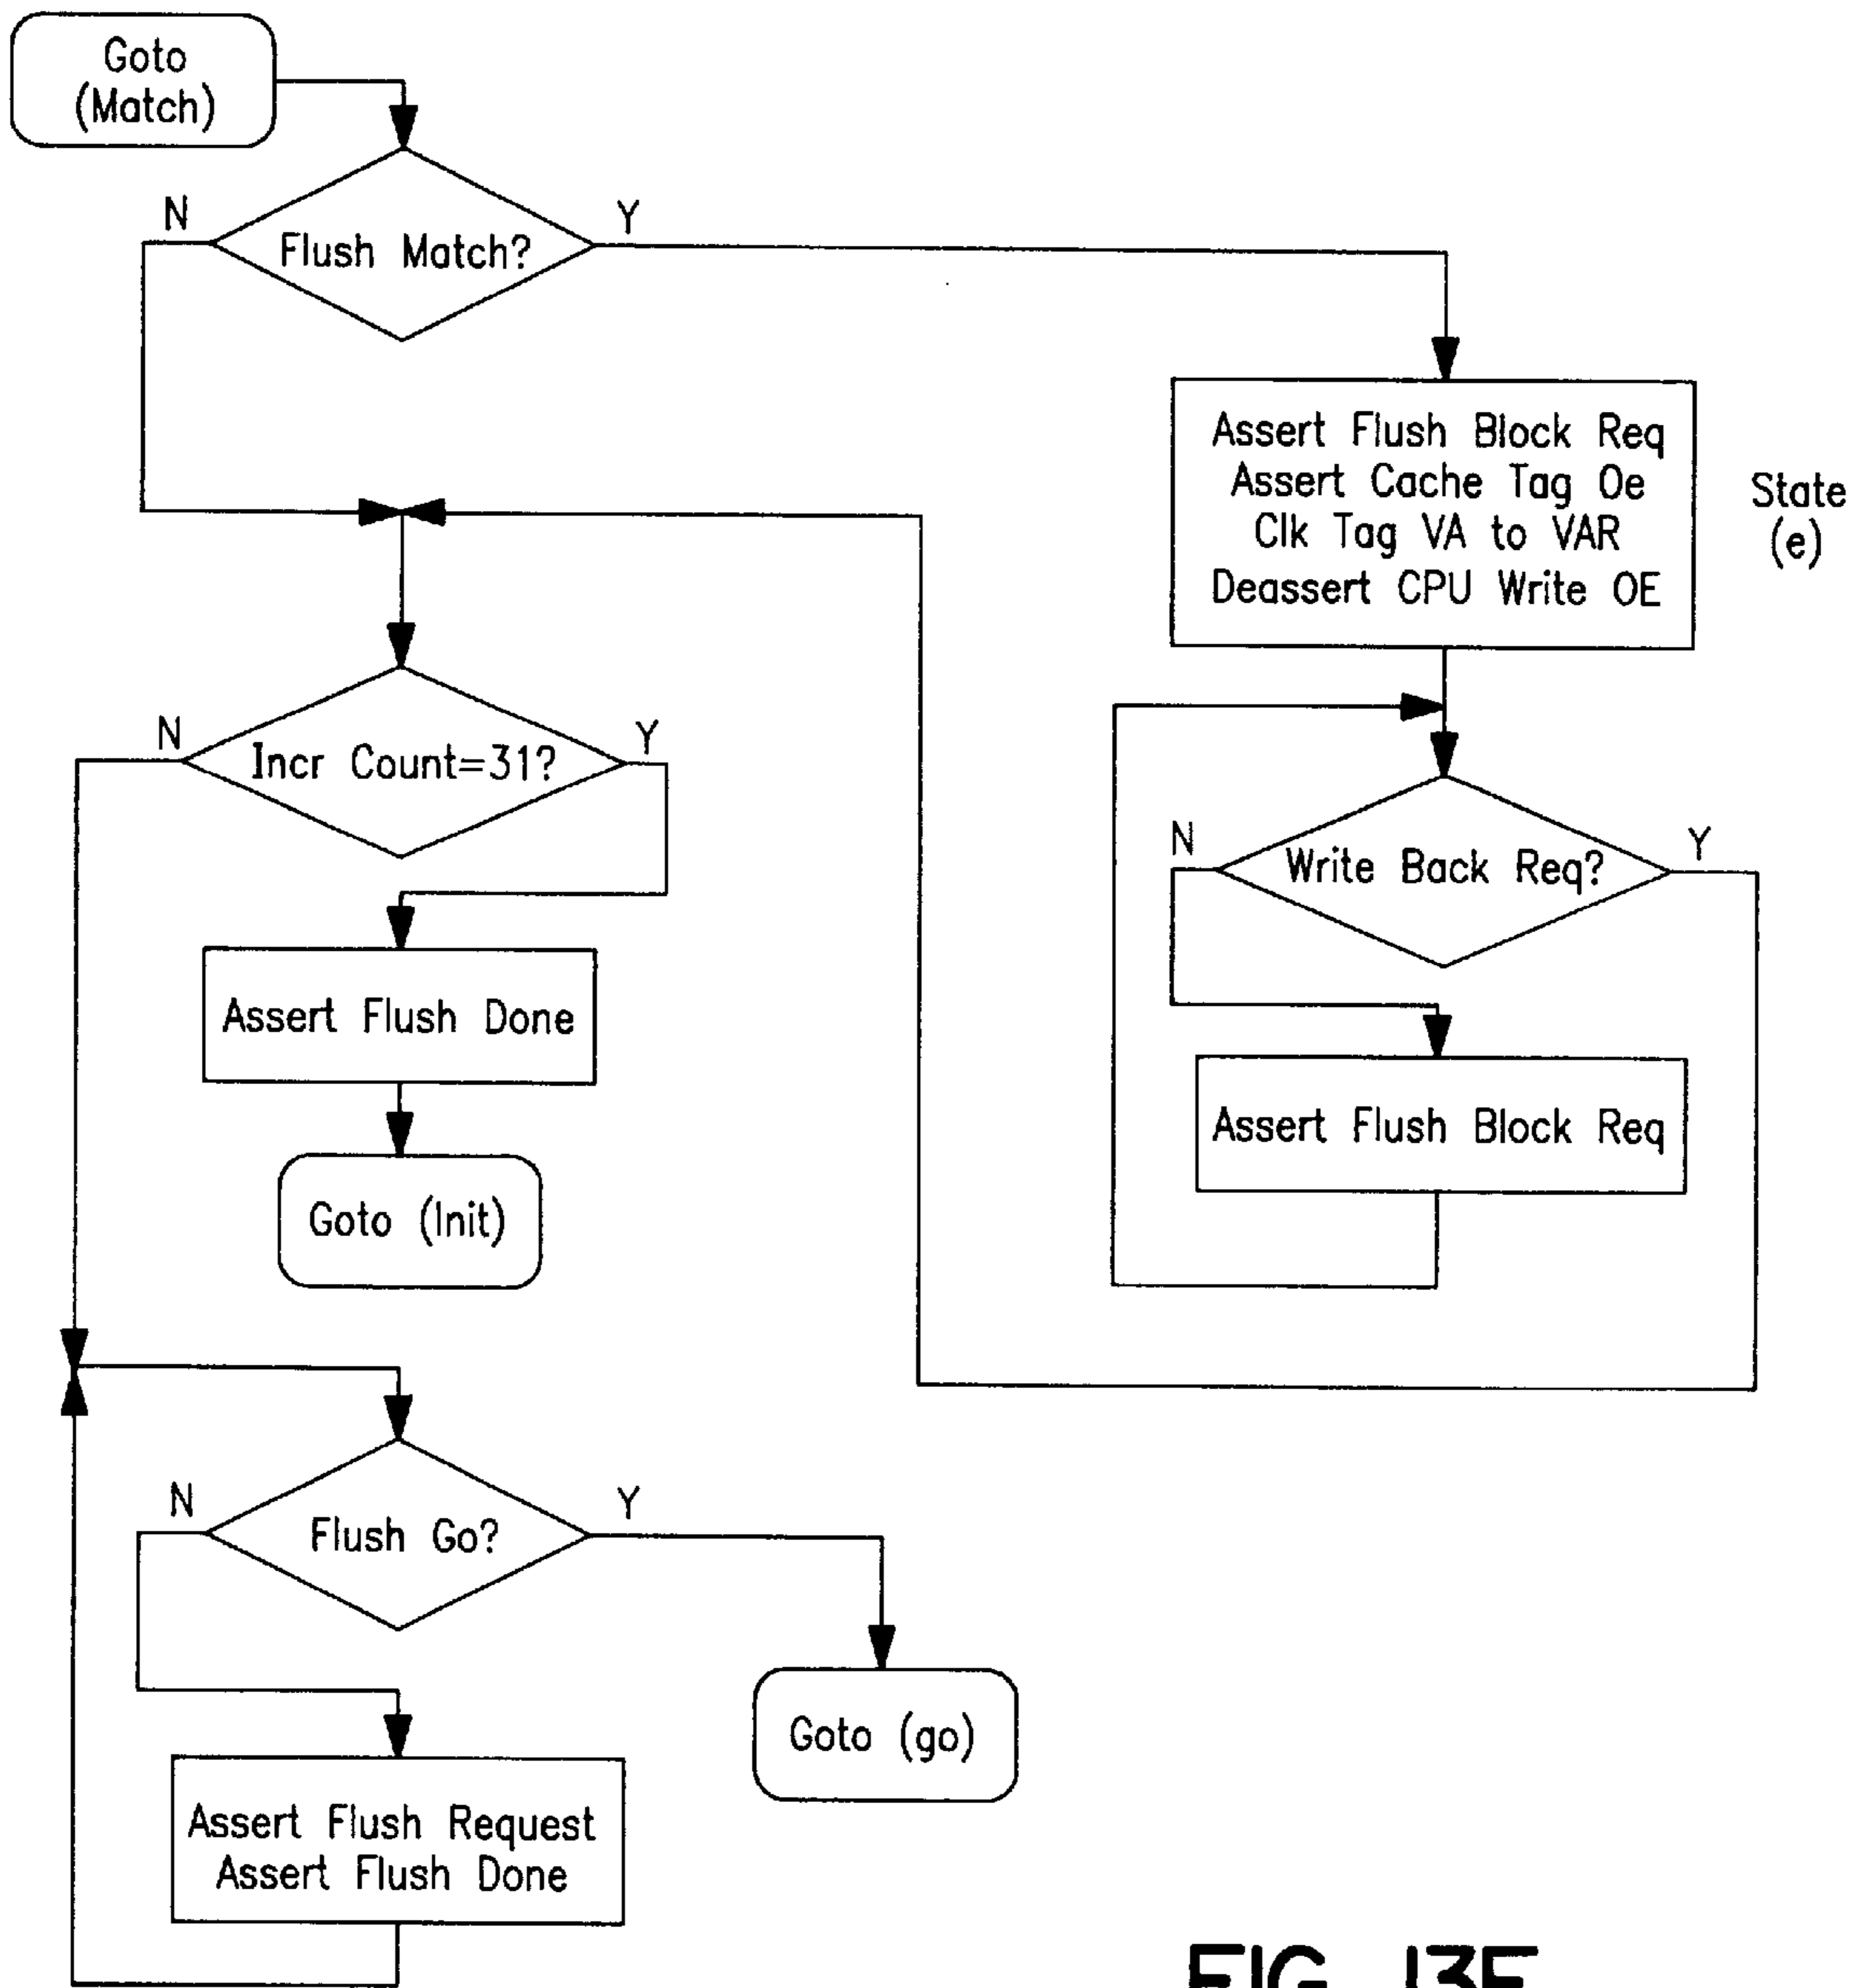 Goto
(Match)
N
Y
Flush Match?
Assert Flush Block Req
Assert Cache Tag Oe
Clk Tag VA to VAR
Deassert CPU Write OE
State
(e)
N
Y
Incr Count=31?
N
Y
Write Back Req?
Assert Flush Done
Assert Flush Block Req
Goto (Init)
N
Y
Flush Go?
Goto (go)
Assert Flush Request
Assert Flush Done
FIG.